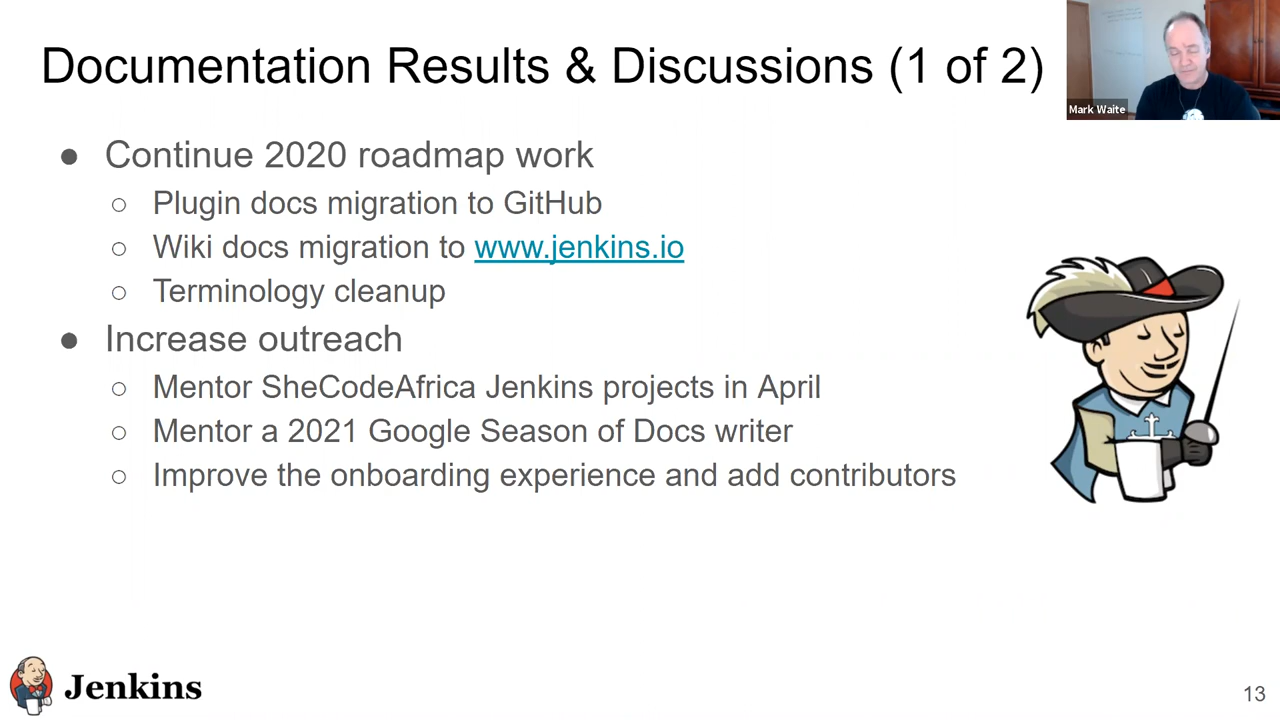 Documentation Results & Discussions (1 of 2)
Mark Waite
● Continue 2020 roadmap work
○ Plugin docs migration to GitHub
○ Wiki docs migration to www.jenkins.io
○ Terminology cleanup
● Increase outreach
○ Mentor SheCodeAfrica Jenkins projects in April
○ Mentor a 2021 Google Season of Docs writer
○ Improve the onboarding experience and add contributors
Jenkins
13